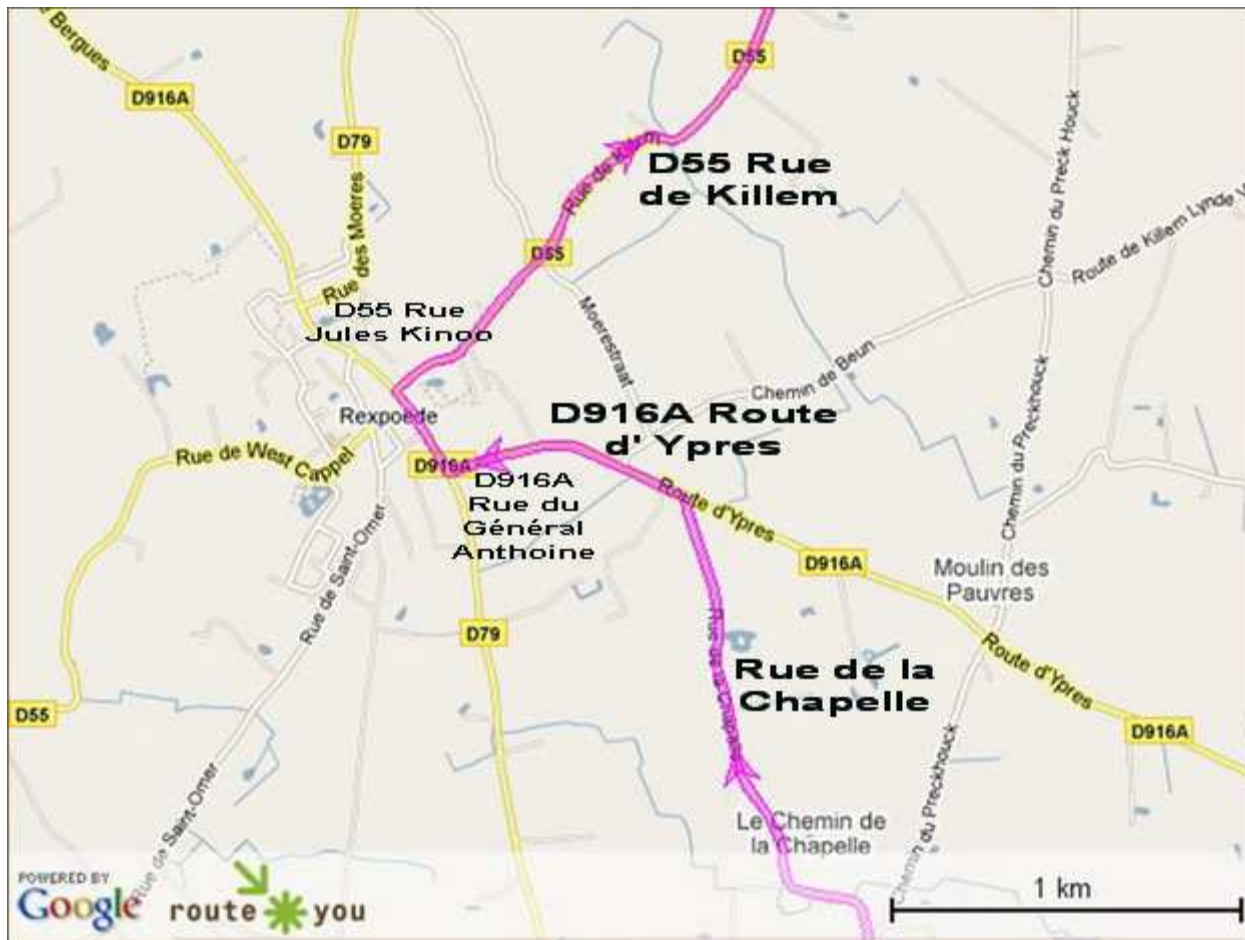 Bergues
D916A
D79
D55
Rue de Killem
D55 Rue
de Killem
Rue des Moeres
D55
Chemin du Preck Houck
Route de Killem Lynde
D55 Rue
Jules Kinoo
Moerestraat
Chemin de Beun
Rexpoëde
D916A Route
d' Ypres
Rue de West Cappel
D916A
D916A
Rue du
Général
Anthoine
Route d'Ypres
Chemin du Preckhouck
D916A
Moulin des
Pauvres
Rue de Saint-Omer
D79
Rue de la Chapelle
Rue de la
Chapelle
Route d'Ypres
D55
D916A
Rue de Saint-Omer
Le Chemin de
la Chapelle
Chemin du Preckhouck
POWERED BY
Google
route you
1 km